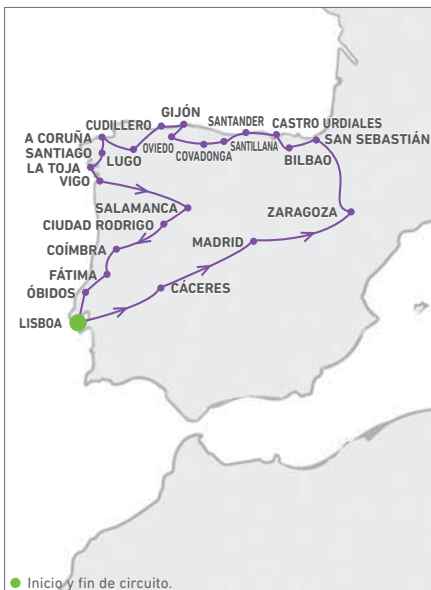 GIJÓN
CUDILLERO
SANTANDER
CASTRO URDIALES
A CORUÑA
SAN SEBASTIÁN
OVIEDO
SANTILLANA
SANTIAGO
LUGO
COVADONGA
BILBAO
LA TOJA
VIGO
SALAMANCA
ZARAGOZA
CIUDAD RODRIGO
MADRID
COÍMBRA
FÁTIMA
CÁCERES
ÓBIDOS
LISBOA
Inicio y fin de circuito.